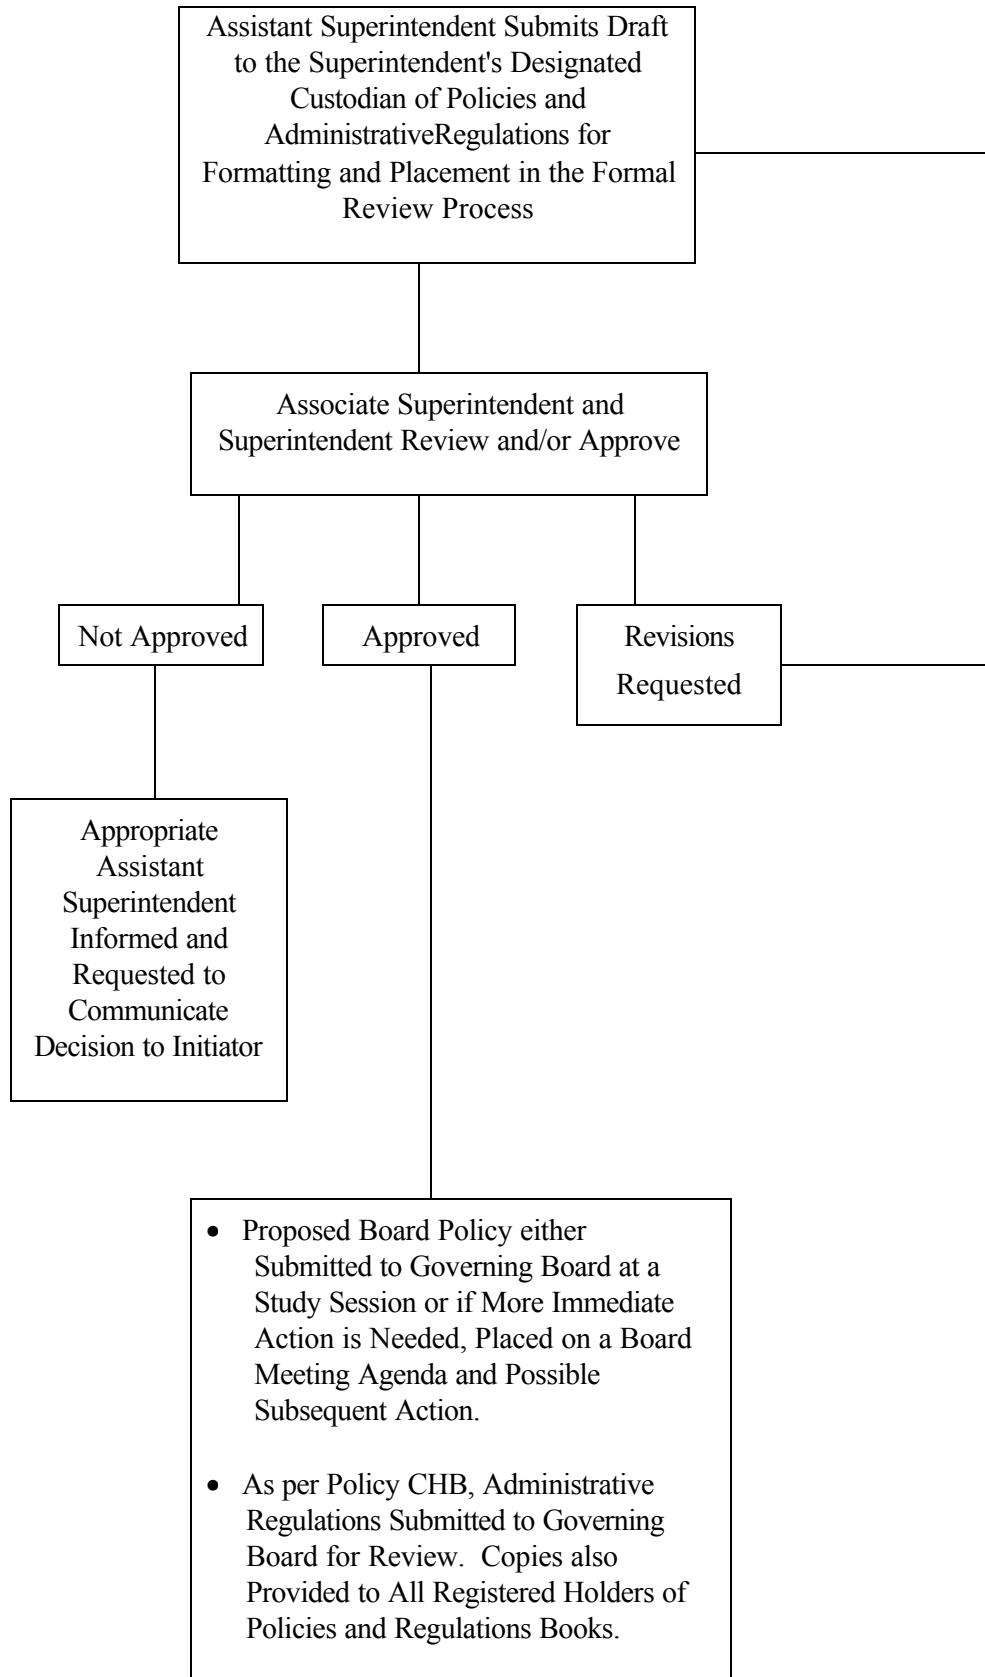 Assistant Superintendent Submits Draft
to the Superintendent's Designated
Custodian of Policies and
AdministrativeRegulations for
Formatting and Placement in the Formal
Review Process
Associate Superintendent and
Superintendent Review and/or Approve
Not Approved
Approved
Revisions
Requested
Appropriate
Assistant
Superintendent
Informed and
Requested to
Communicate
Decision to Initiator
• Proposed Board Policy either
Submitted to Governing Board at a
Study Session or if More Immediate
Action is Needed, Placed on a Board
Meeting Agenda and Possible
Subsequent Action.
• As per Policy CHB, Administrative
Regulations Submitted to Governing
Board for Review.  Copies also
Provided to All Registered Holders of
Policies and Regulations Books.